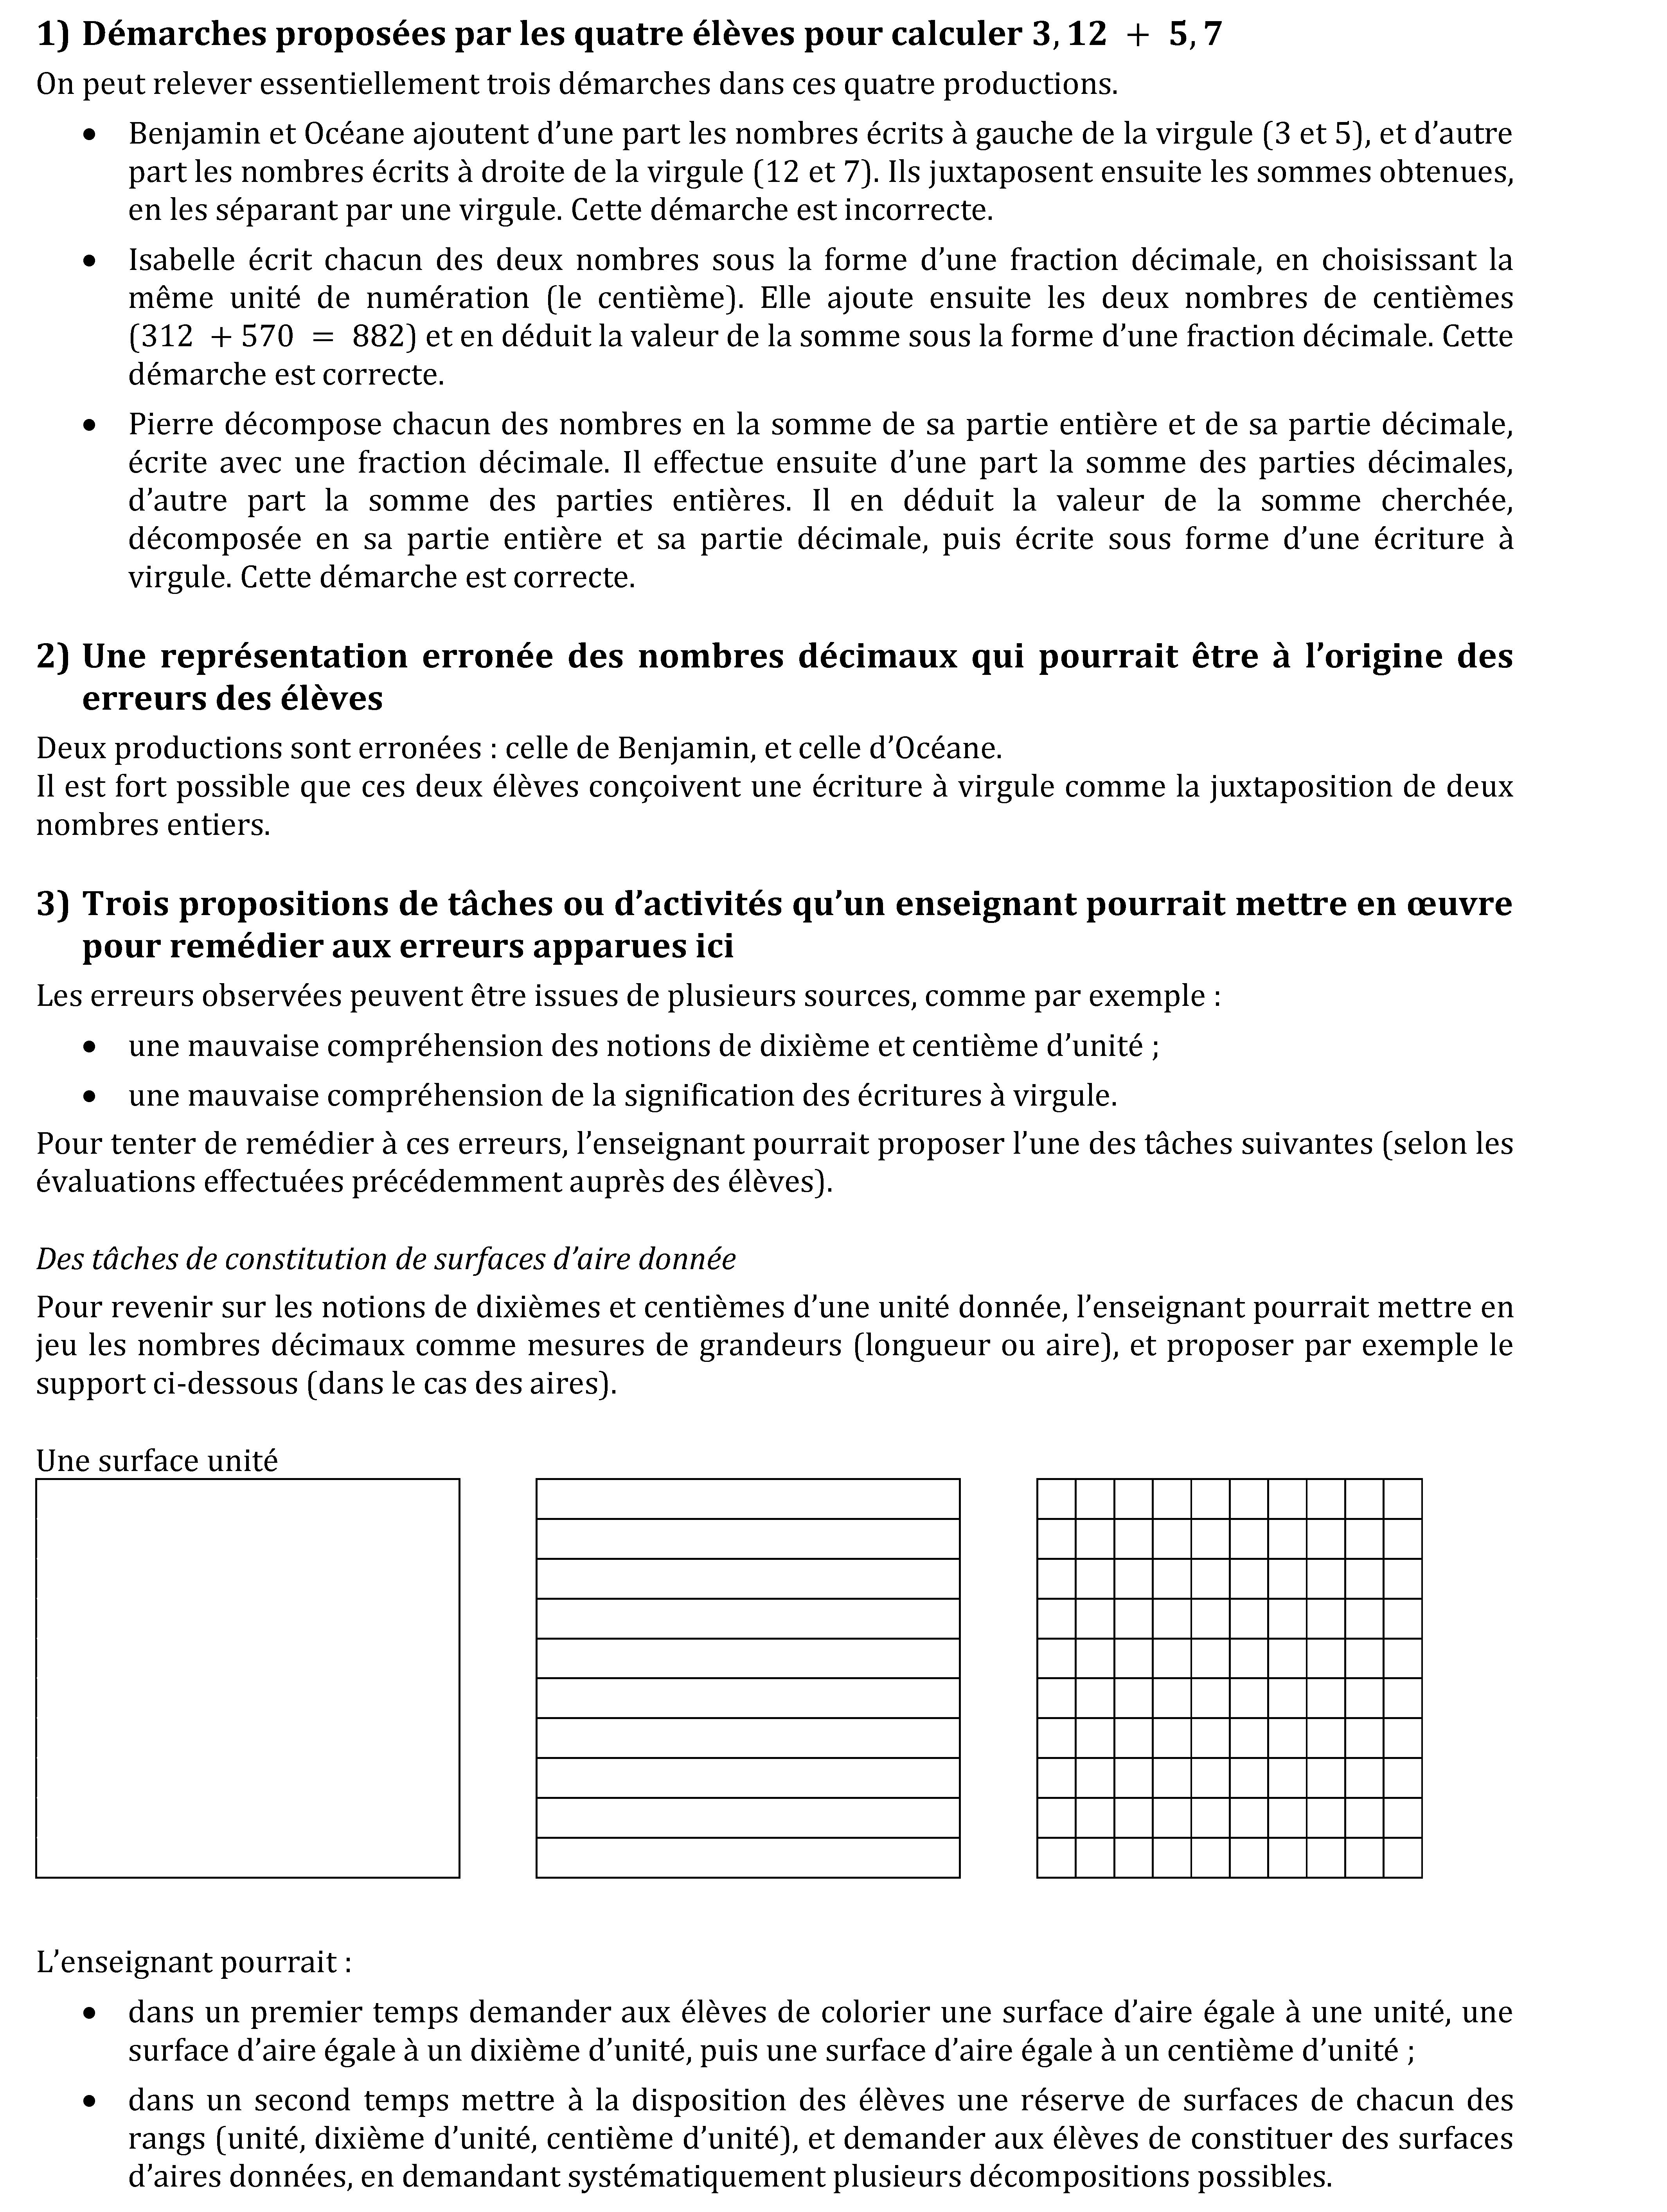 1) Démarches proposées par les quatre élèves pour calculer 3,12 + 5,7
On peut relever essentiellement trois démarches dans ces quatre productions.
• Benjamin et Océane ajoutent d’une part les nombres écrits à gauche de la virgule (3 et 5), et d’autre
part les nombres écrits à droite de la virgule (12 et 7). Ils juxtaposent ensuite les sommes obtenues,
en les séparant par une virgule. Cette démarche est incorrecte.
• Isabelle écrit chacun des deux nombres sous la forme d’une fraction décimale, en choisissant la
même unité de numération (le centième). Elle ajoute ensuite les deux nombres de centièmes
(312 + 570 = 882) et en déduit la valeur de la somme sous la forme d’une fraction décimale. Cette
démarche est correcte.
• Pierre décompose chacun des nombres en la somme de sa partie entière et de sa partie décimale,
écrite avec une fraction décimale. Il effectue ensuite d’une part la somme des parties décimales,
d’autre part la somme des parties entières. Il en déduit la valeur de la somme cherchée,
décomposée en sa partie entière et sa partie décimale, puis écrite sous forme d’une écriture à
virgule. Cette démarche est correcte.
2) Une représentation erronée des nombres décimaux qui pourrait être à l’origine des
erreurs des élèves
Deux productions sont erronées : celle de Benjamin, et celle d’Océane.
Il est fort possible que ces deux élèves conçoivent une écriture à virgule comme la juxtaposition de deux
nombres entiers.
3) Trois propositions de tâches ou d’activités qu’un enseignant pourrait mettre en œuvre
pour remédier aux erreurs apparues ici
Les erreurs observées peuvent être issues de plusieurs sources, comme par exemple :
• une mauvaise compréhension des notions de dixième et centième d’unité ;
• une mauvaise compréhension de la signification des écritures à virgule.
Pour tenter de remédier à ces erreurs, l’enseignant pourrait proposer l’une des tâches suivantes (selon les
évaluations effectuées précédemment auprès des élèves).
Des tâches de constitution de surfaces d’aire donnée
Pour revenir sur les notions de dixièmes et centièmes d’une unité donnée, l’enseignant pourrait mettre en
jeu les nombres décimaux comme mesures de grandeurs (longueur ou aire), et proposer par exemple le
support ci-dessous (dans le cas des aires).
Une surface unité
L’enseignant pourrait :
• dans un premier temps demander aux élèves de colorier une surface d’aire égale à une unité, une
surface d’aire égale à un dixième d’unité, puis une surface d’aire égale à un centième d’unité ;
• dans un second temps mettre à la disposition des élèves une réserve de surfaces de chacun des
rangs (unité, dixième d’unité, centième d’unité), et demander aux élèves de constituer des surfaces
d’aires données, en demandant systématiquement plusieurs décompositions possibles.